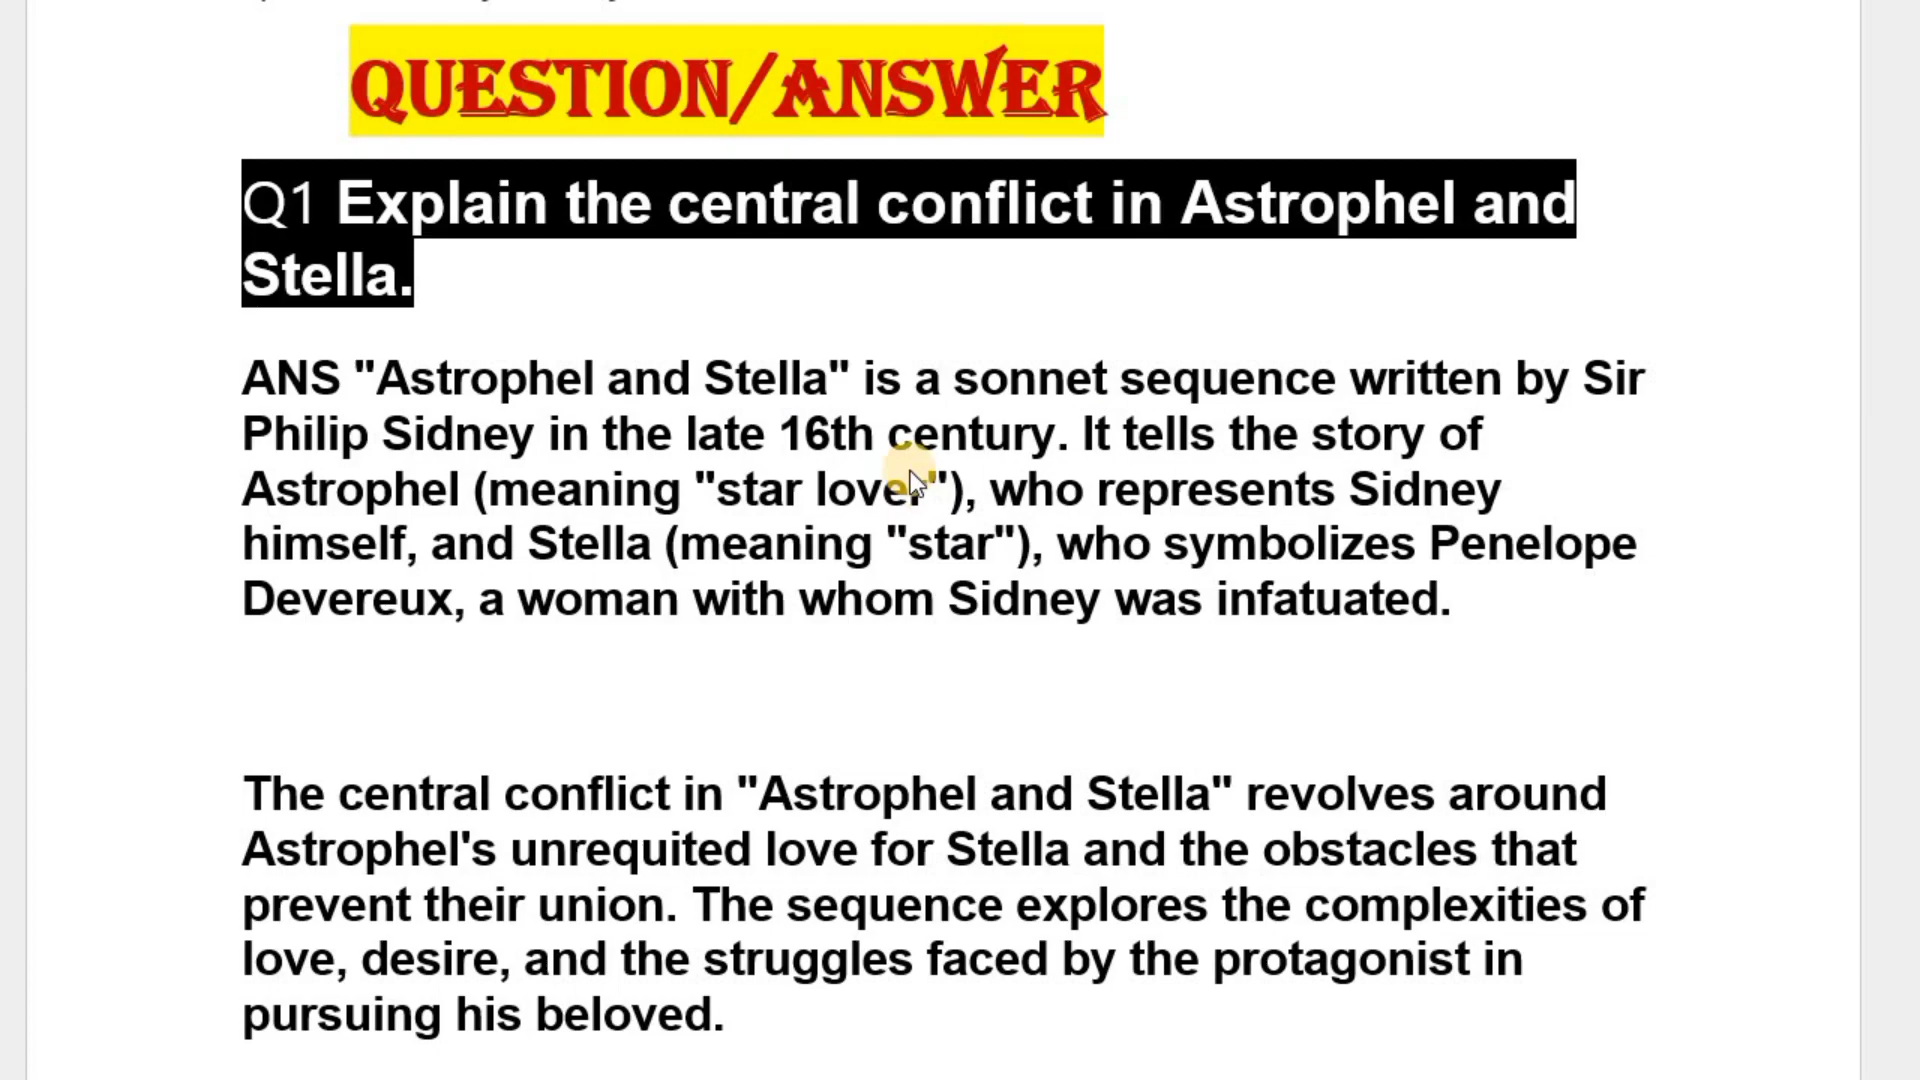 QUESTION/ANSWER
Q1 Explain the central conflict in Astrophel and
Stella.
ANS "Astrophel and Stella" is a sonnet sequence written by Sir
Philip Sidney in the late 16th century. It tells the story of
Astrophel (meaning "star lover"), who represents Sidney
himself, and Stella (meaning "star"), who symbolizes Penelope
Devereux, a woman with whom Sidney was infatuated.
The central conflict in "Astrophel and Stella" revolves around
Astrophel's unrequited love for Stella and the obstacles that
prevent their union. The sequence explores the complexities of
love, desire, and the struggles faced by the protagonist in
pursuing his beloved.